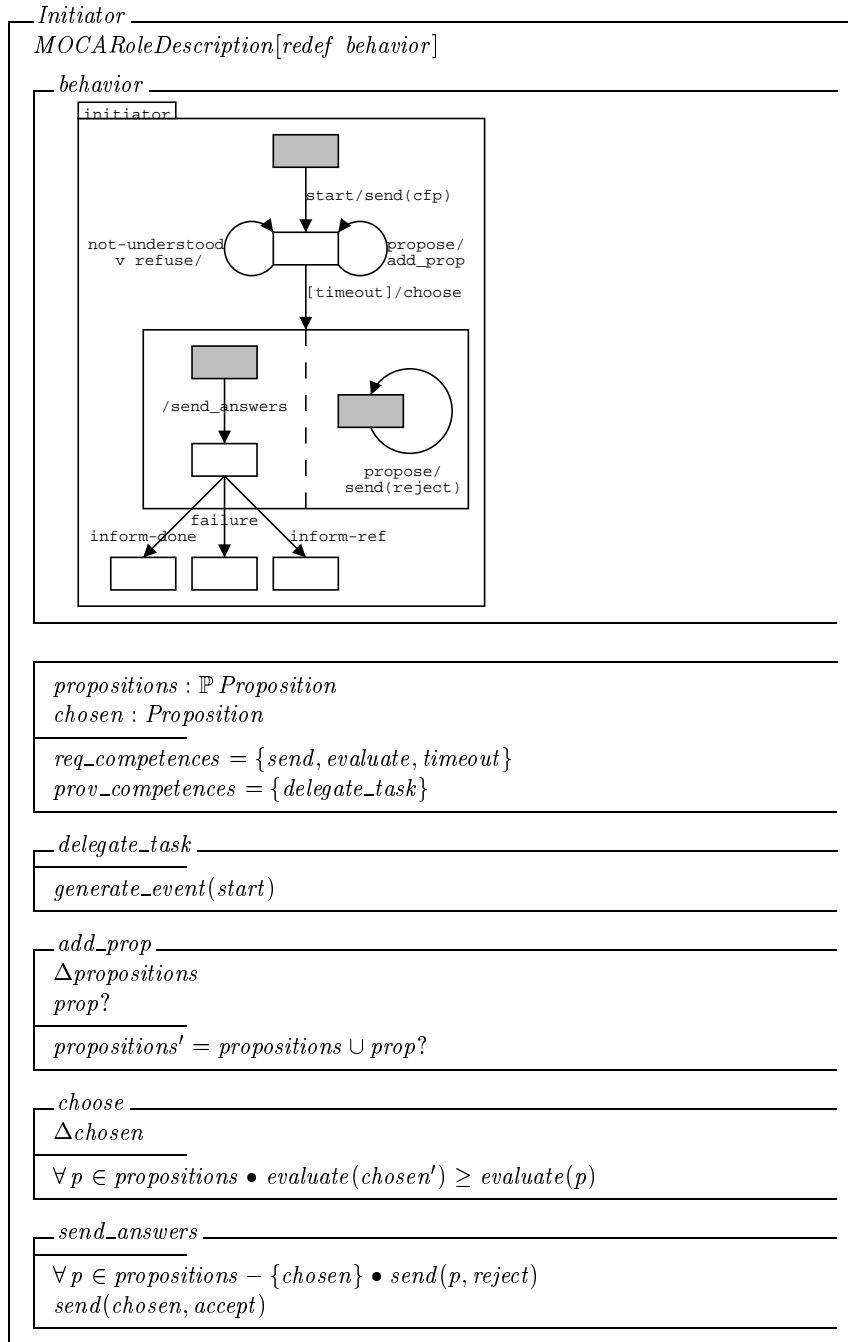 Initiator
MOCARoleDescription[redef behavior]
behavior
initiator
start/send(cfp)
not-understood
v refuse/
propose/
add_prop
[timeout]/choose
/send_answers
propose/
send(reject)
failure
inform-done
inform-ref
propositions : ℙ Proposition
chosen : Proposition
req_competences = {send, evaluate, timeout}
prov_competences = {delegate_task}
delegate_task
generate_event(start)
add_prop
Δpropositions
prop?
propositions′ = propositions ∪ prop?
choose
Δchosen
∀ p ∈ propositions • evaluate(chosen′) ≥ evaluate(p)
send_answers
∀ p ∈ propositions − {chosen} • send(p, reject)
send(chosen, accept)